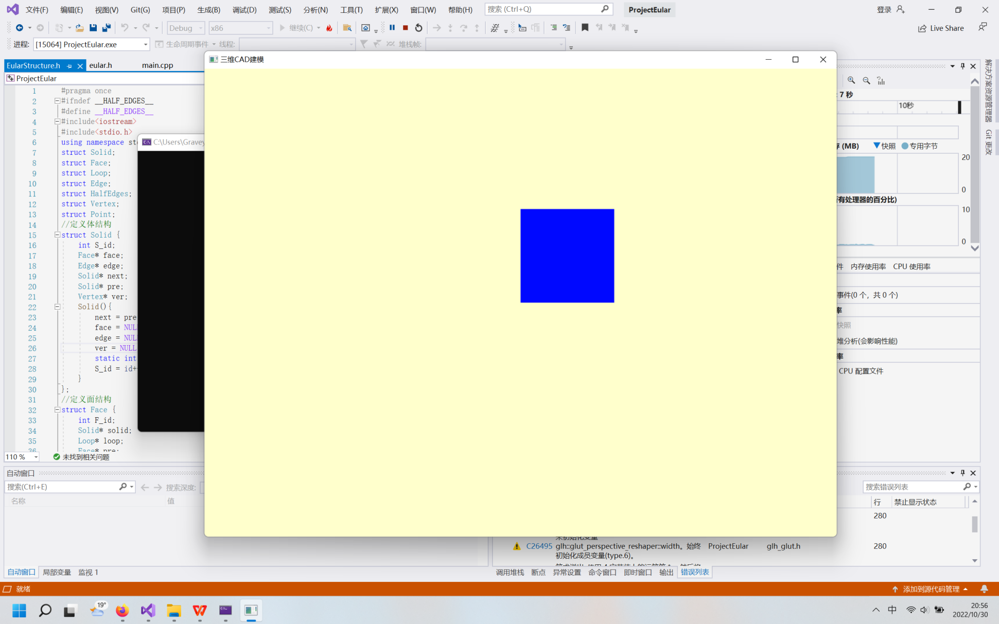 文件(F) 编辑(E) 视图(V) Git(G) 项目(P) 生成(B) 调试(D) 测试(S) 分析(N) 工具(T) 扩展(X) 窗口(W) 帮助(H) 搜索 (Ctrl+Q) ProjectEular 登录
Debug x86 继续(C) Live Share
进程: [15064] ProjectEular.exe 生命周期事件 线程: 堆栈帧:
三维CAD建模
EularStructure.h eular.h main.cpp
ProjectEular
1 #pragma once
2 #ifndef __HALF_EDGES__
3 #define __HALF_EDGES__
4 #include<iostream>
5 #include<stdio.h>
6 using namespace st
7 struct Solid;
8 struct Face;
9 struct Loop;
10 struct Edge;
11 struct HalfEdges;
12 struct Vertex;
13 struct Point;
14 //定义体结构
15 struct Solid {
16 int S_id;
17 Face* face;
18 Edge* edge;
19 Solid* next;
20 Solid* pre;
21 Vertex* ver;
22 Solid(){
23 next = pre
24 face = NULL
25 edge = NULL
26 ver = NULL
27 static int
28 S_id = id+
29 }
30 };
31 //定义面结构
32 struct Face {
33 int F_id;
34 Solid* solid;
35 Loop* loop;
36 Face* pre;
C:\Users\Gravey
110 % 未找到相关问题
解决方案资源管理器
Git 更改
: 7 秒
10秒
(MB) 快照 专用字节
20
0
所有处理器的百分比)
10
0
件 内存使用率 CPU 使用率
事件(0 个，共 0 个)
率
快照
堆分析(会影响性能)
率
CPU 配置文件
自动窗口
搜索(Ctrl+E) 搜索深度:
名称 值
自动窗口 局部变量 监视 1
搜索错误列表
行 禁止显示状态
280
未初始化变量
C26495 glh::glut_perspective_reshaper::width。始终 ProjectEular glh_glut.h 280
初始化成员变量(type.6)。
调用堆栈 断点 异常设置 命令窗口 即时窗口 输出 错误列表
就绪 添加到源代码管理
19°
中
20:56
2022/10/30